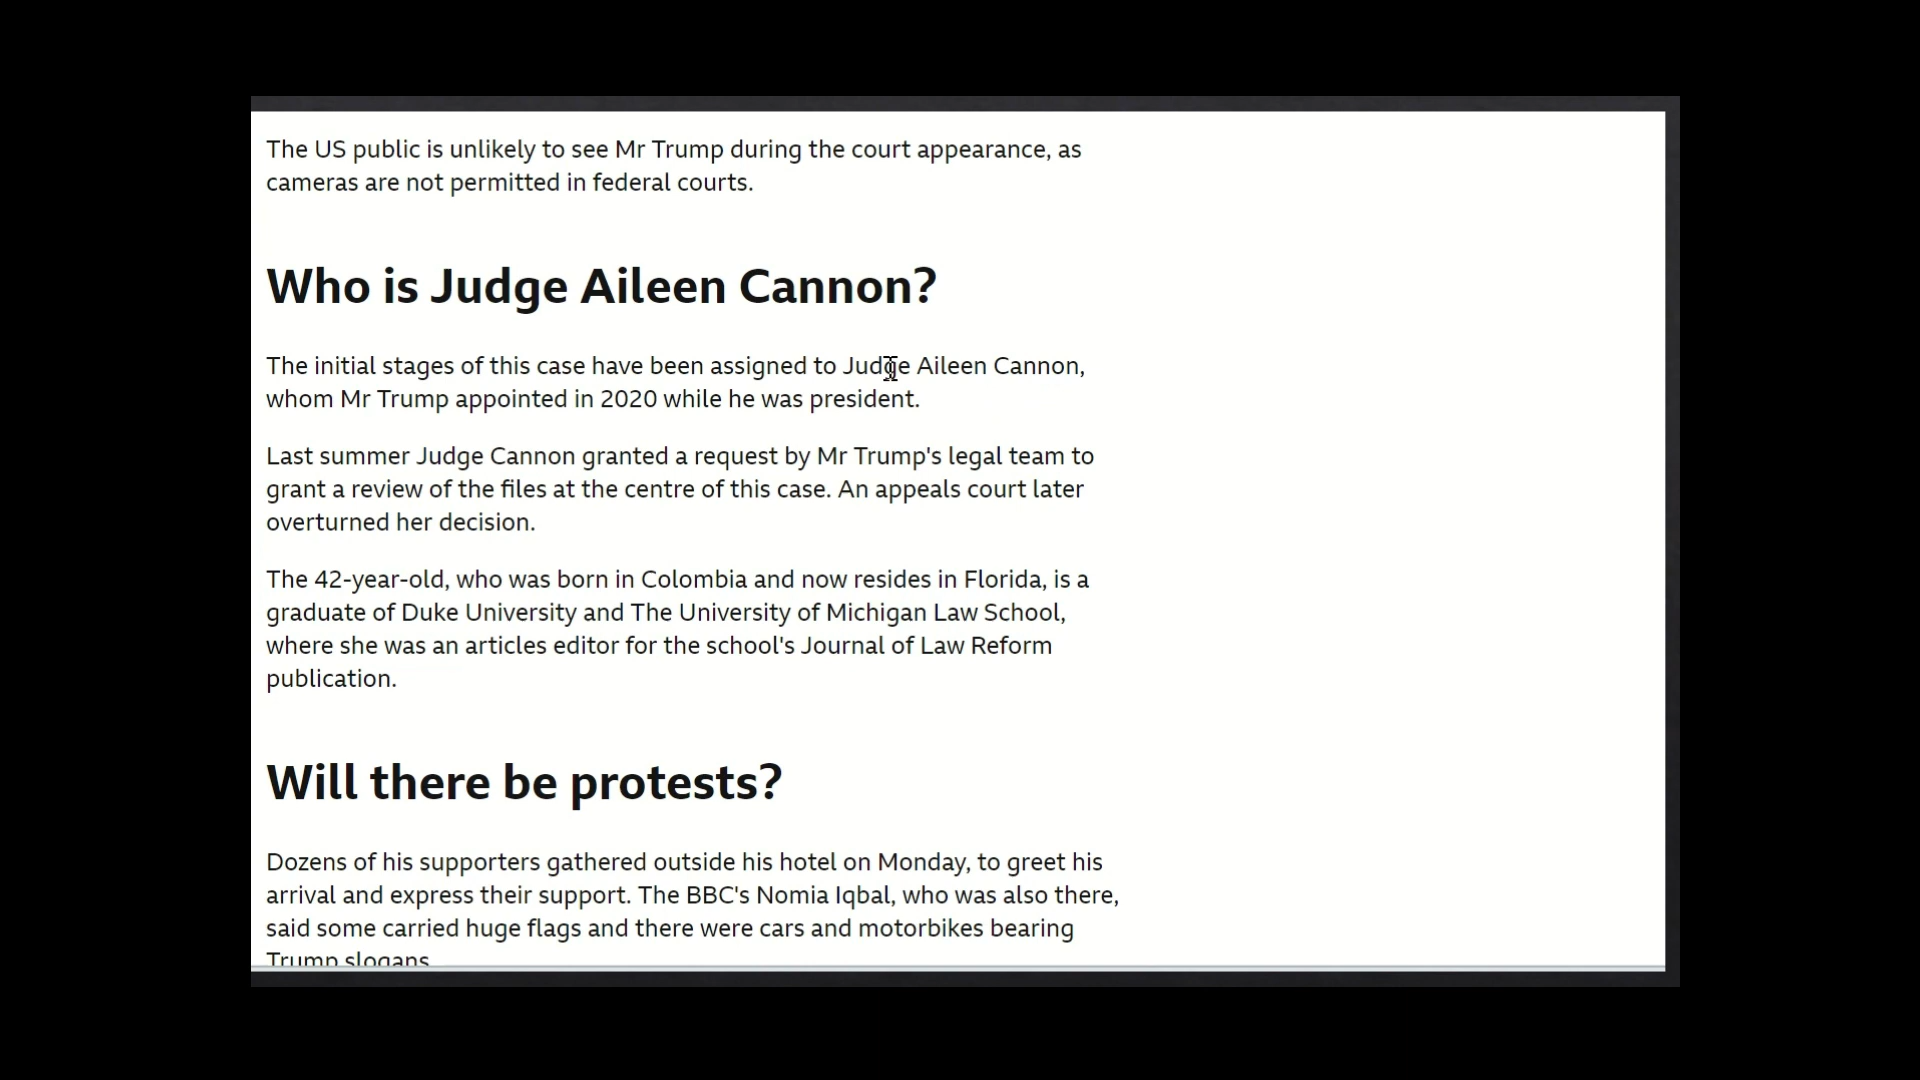 The US public is unlikely to see Mr Trump during the court appearance, as
cameras are not permitted in federal courts.
Who is Judge Aileen Cannon?
The initial stages of this case have been assigned to Judge Aileen Cannon,
whom Mr Trump appointed in 2020 while he was president.
Last summer Judge Cannon granted a request by Mr Trump's legal team to
grant a review of the files at the centre of this case. An appeals court later
overturned her decision.
The 42-year-old, who was born in Colombia and now resides in Florida, is a
graduate of Duke University and The University of Michigan Law School,
where she was an articles editor for the school's Journal of Law Reform
publication.
Will there be protests?
Dozens of his supporters gathered outside his hotel on Monday, to greet his
arrival and express their support. The BBC's Nomia Iqbal, who was also there,
said some carried huge flags and there were cars and motorbikes bearing
Trump slogans.